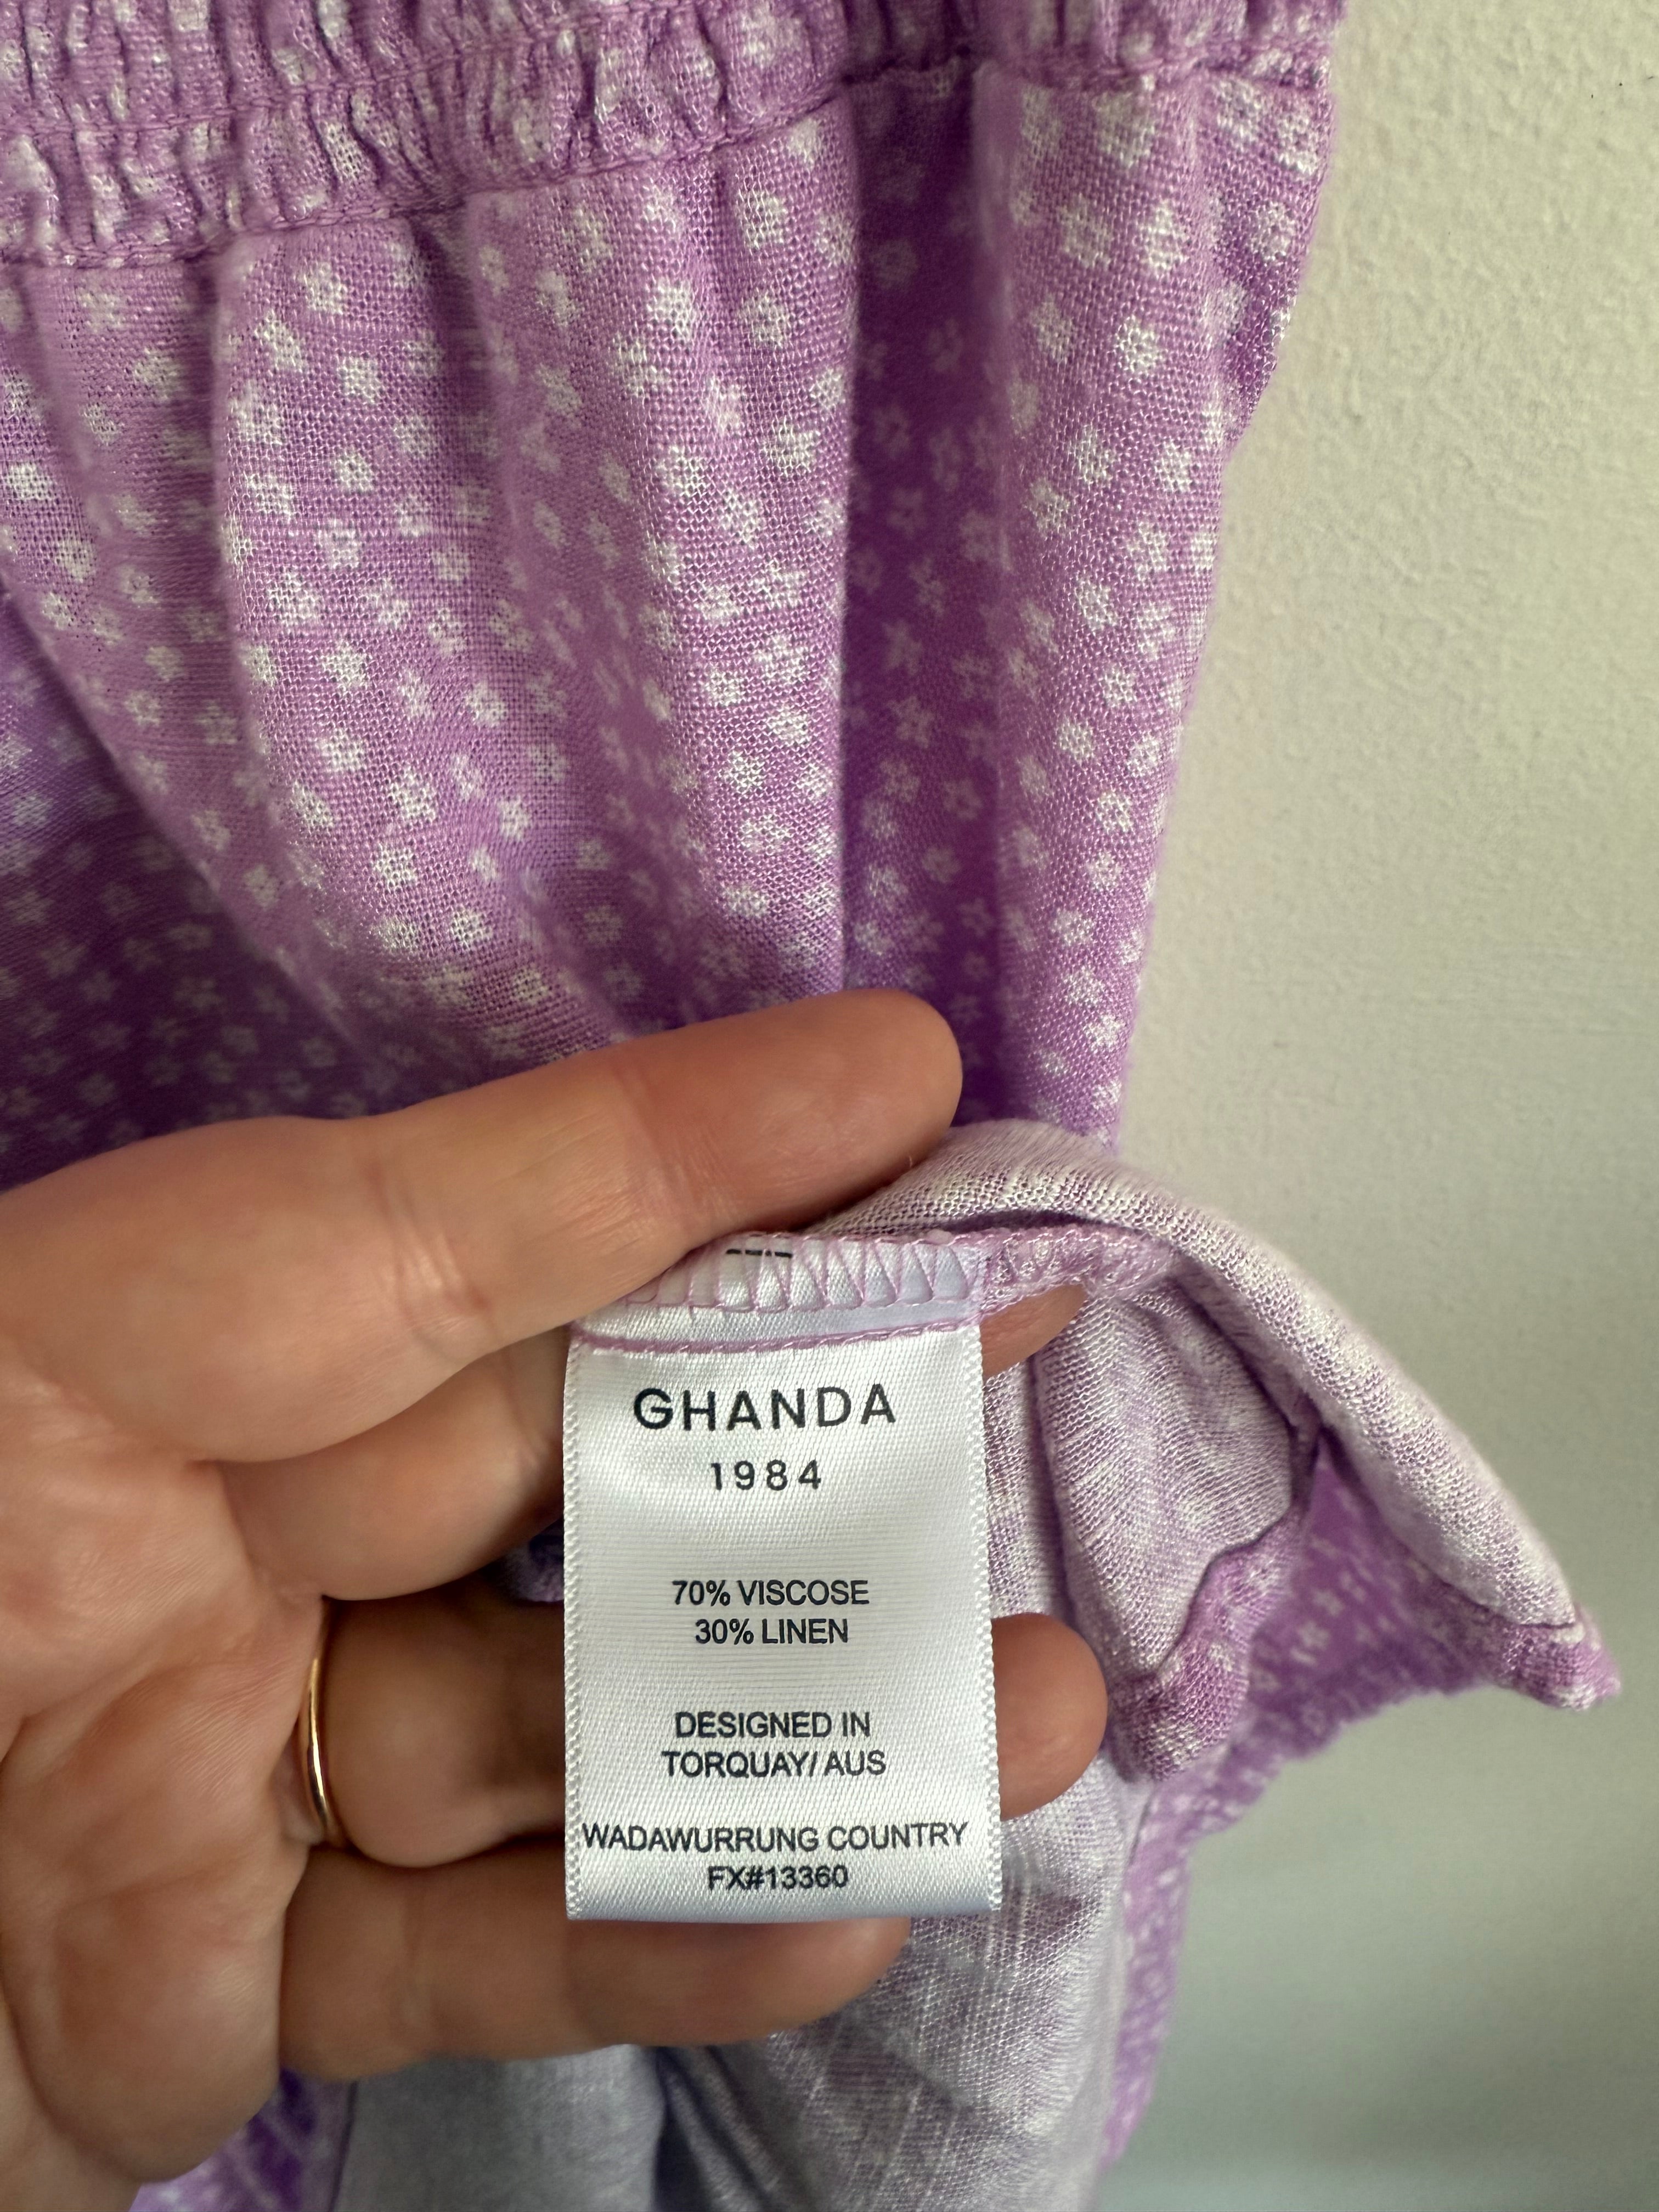 GHANDA
1984
70% VISCOSE
30% LINEN
DESIGNED IN
TORQUAY/ AUS
WADAWURRUNG COUNTRY
FX#13360